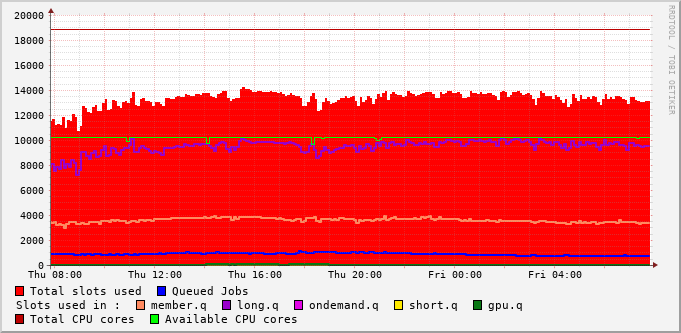 20000
18000
16000
14000
12000
10000
8000
6000
4000
2000
0
Thu 08:00 Thu 12:00 Thu 16:00 Thu 20:00 Fri 00:00 Fri 04:00
Total slots used Queued Jobs
Slots used in : member.q long.q ondemand.q short.q gpu.q
Total CPU cores Available CPU cores
RRDTOOL / TOBI OETIKER